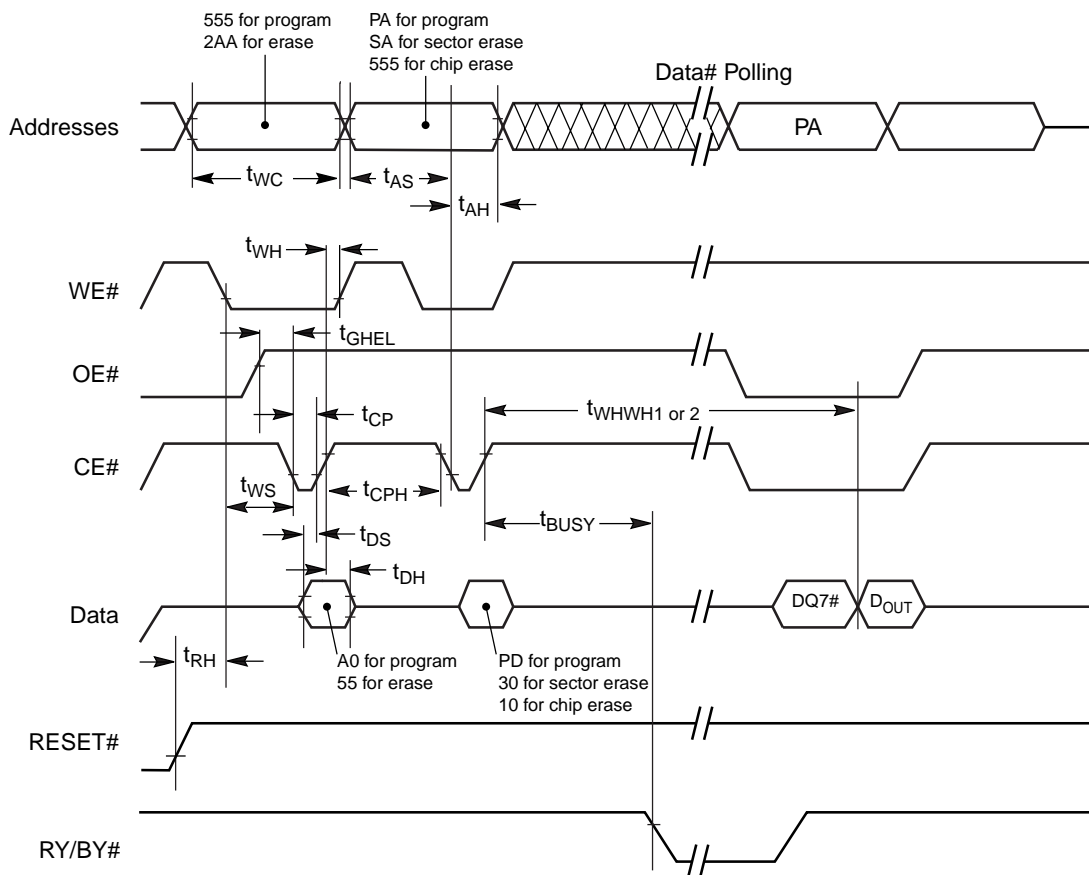 555 for program
2AA for erase
PA for program
SA for sector erase
555 for chip erase
Data# Polling
Addresses
PA
tWC
tAS
tAH
tWH
WE#
tGHEL
OE#
tWHWH1 or 2
tCP
CE#
tWS
tCPH
tBUSY
tDS
tDH
Data
DQ7#
DOUT
tRH
A0 for program
55 for erase
PD for program
30 for sector erase
10 for chip erase
RESET#
RY/BY#